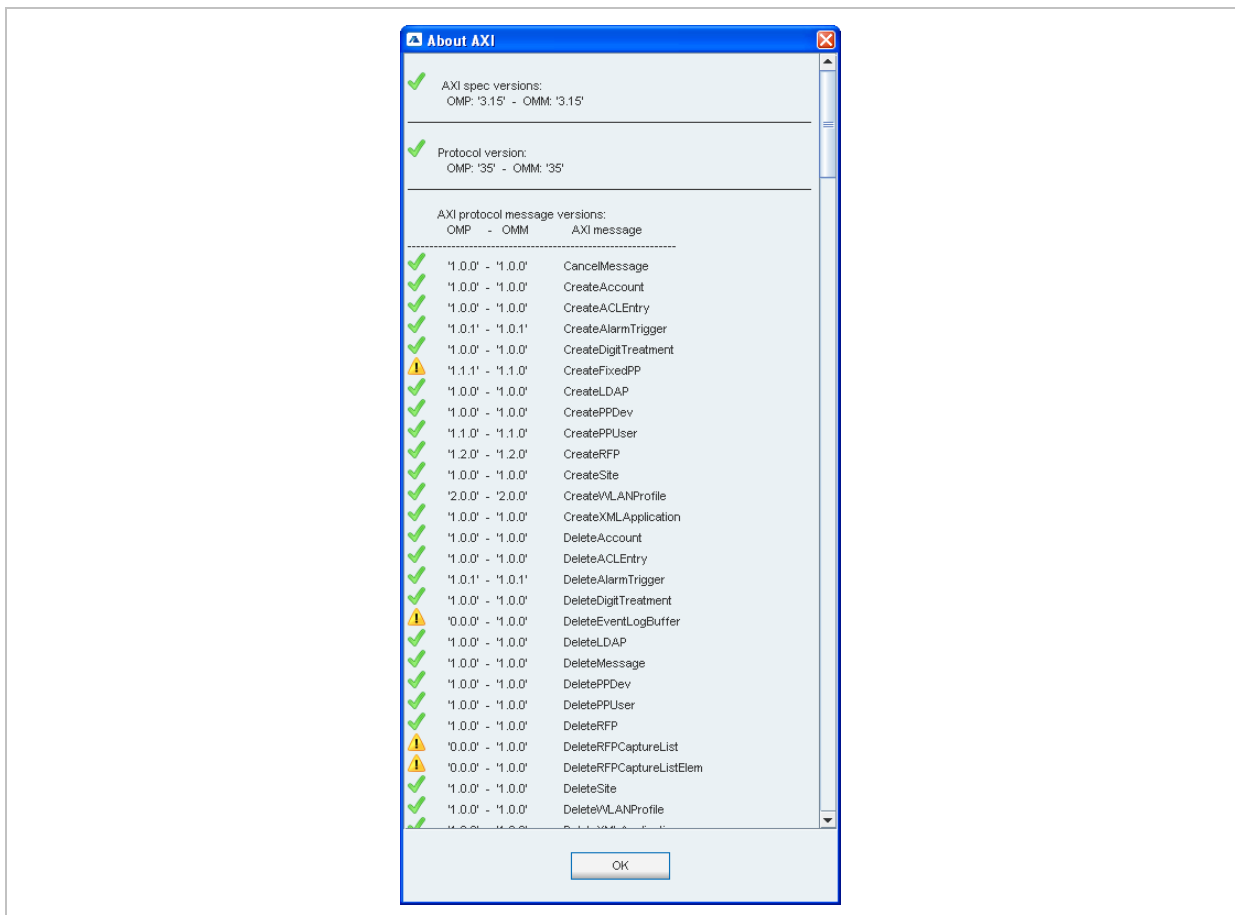 About AXI
AXI spec versions:
OMP: '3.15' - OMM: '3.15'
Protocol version:
OMP: '35' - OMM: '35'
AXI protocol message versions:
OMP - OMM AXI message
'1.0.0' - '1.0.0' CancelMessage
'1.0.0' - '1.0.0' CreateAccount
'1.0.0' - '1.0.0' CreateACLEntry
'1.0.1' - '1.0.1' CreateAlarmTrigger
'1.0.0' - '1.0.0' CreateDigitTreatment
'1.1.1' - '1.1.0' CreateFixedPP
'1.0.0' - '1.0.0' CreateLDAP
'1.0.0' - '1.0.0' CreatePPDev
'1.1.0' - '1.1.0' CreatePPUser
'1.2.0' - '1.2.0' CreateRFP
'1.0.0' - '1.0.0' CreateSite
'2.0.0' - '2.0.0' CreateWLANProfile
'1.0.0' - '1.0.0' CreateXMLApplication
'1.0.0' - '1.0.0' DeleteAccount
'1.0.0' - '1.0.0' DeleteACLEntry
'1.0.1' - '1.0.1' DeleteAlarmTrigger
'1.0.0' - '1.0.0' DeleteDigitTreatment
'0.0.0' - '1.0.0' DeleteEventLogBuffer
'1.0.0' - '1.0.0' DeleteLDAP
'1.0.0' - '1.0.0' DeleteMessage
'1.0.0' - '1.0.0' DeletePPDev
'1.0.0' - '1.0.0' DeletePPUser
'1.0.0' - '1.0.0' DeleteRFP
'0.0.0' - '1.0.0' DeleteRFPCaptureList
'0.0.0' - '1.0.0' DeleteRFPCaptureListElem
'1.0.0' - '1.0.0' DeleteSite
'1.0.0' - '1.0.0' DeleteWLANProfile
OK